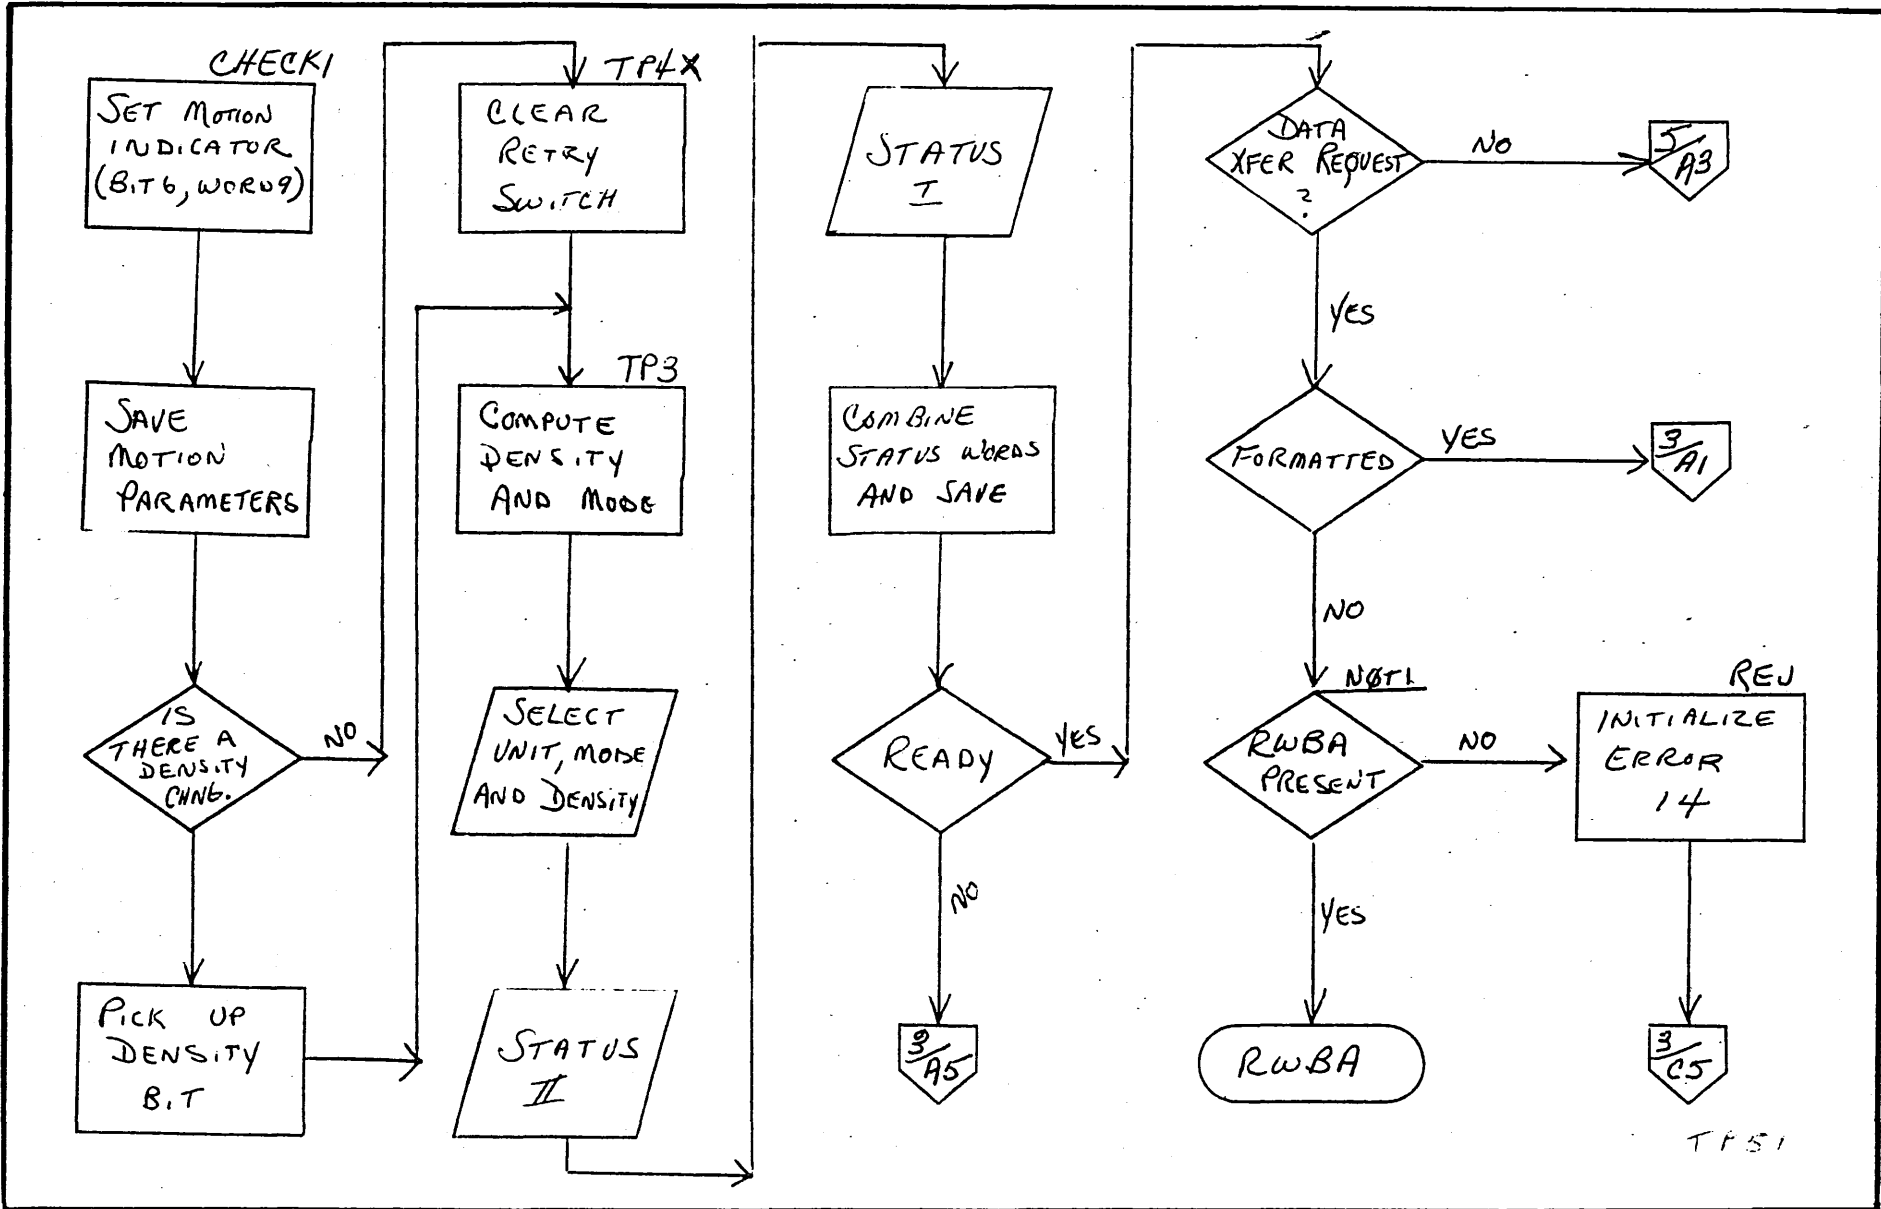 CHECK1
SET MOTION
INDICATOR
(BIT 6, WORD 9)
SAVE
MOTION
PARAMETERS
IS
THERE A
DENSITY
CHNG.
NO
PICK UP
DENSITY
BIT
TP4X
CLEAR
RETRY
SWITCH
TP3
COMPUTE
DENSITY
AND MODE
SELECT
UNIT, MODE
AND DENSITY
STATUS
II
STATUS
I
COMBINE
STATUS WORDS
AND SAVE
READY
YES
NO
3/A5
DATA
XFER REQUEST
?
NO
5/A3
YES
FORMATTED
YES
3/A1
NO
NØT1
RWBA
PRESENT
NO
YES
RWBA
REJ
INITIALIZE
ERROR
14
3/C5